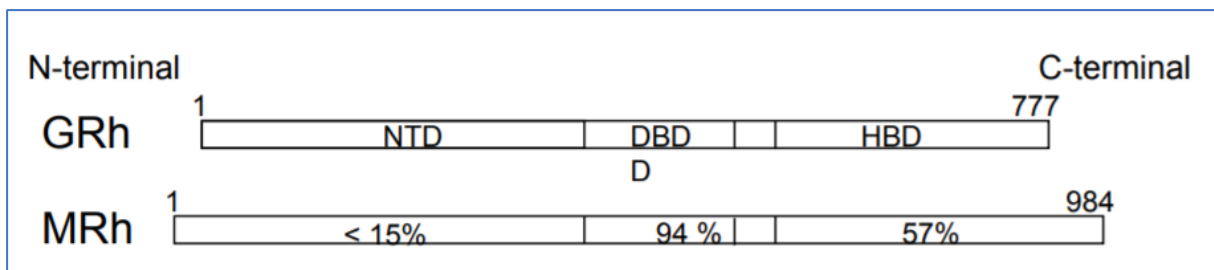 N-terminal C-terminal
1 777
GRh NTD DBD HBD
D
1 984
MRh < 15% 94 % 57%